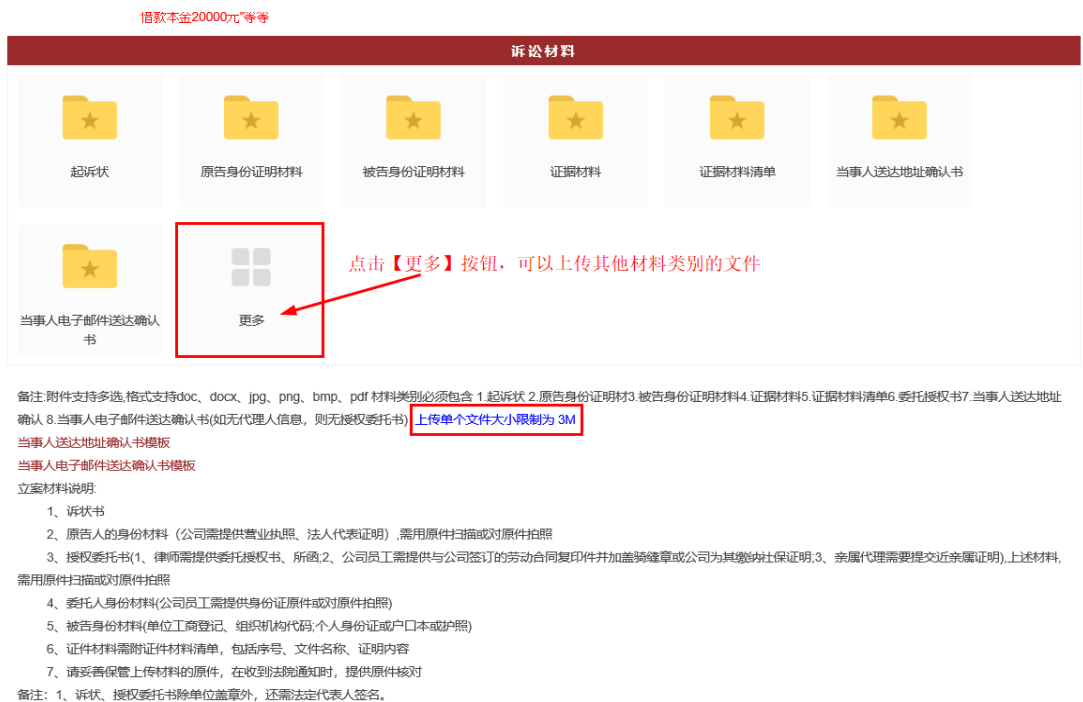 借款本金20000元"等等
诉讼材料
起诉状
原告身份证明材料
被告身份证明材料
证据材料
证据材料清单
当事人送达地址确认书
当事人电子邮件送达确认
书
更多
点击【更多】按钮，可以上传其他材料类别的文件
备注:附件支持多选,格式支持doc、docx、jpg、png、bmp、pdf 材料类别必须包含 1.起诉状 2.原告身份证明材3.被告身份证明材料4.证据材料5.证据材料清单6.委托授权书7.当事人送达地址
确认 8.当事人电子邮件送达确认书(如无代理人信息，则无授权委托书) 上传单个文件大小限制为 3M
当事人送达地址确认书模板
当事人电子邮件送达确认书模板
立案材料说明:
1、诉状书
2、原告人的身份材料（公司需提供营业执照、法人代表证明）,需用原件扫描或对原件拍照
3、授权委托书(1、律师需提供委托授权书、所函;2、公司员工需提供与公司签订的劳动合同复印件并加盖骑缝章或公司为其缴纳社保证明;3、亲属代理需要提交近亲属证明),上述材料,
需用原件扫描或对原件拍照
4、委托人身份材料(公司员工需提供身份证原件或对原件拍照)
5、被告身份材料(单位工商登记、组织机构代码;个人身份证或户口本或护照)
6、证件材料需附证件材料清单，包括序号、文件名称、证明内容
7、请妥善保管上传材料的原件，在收到法院通知时，提供原件核对
备注：1、诉状、授权委托书除单位盖章外，还需法定代表人签名。